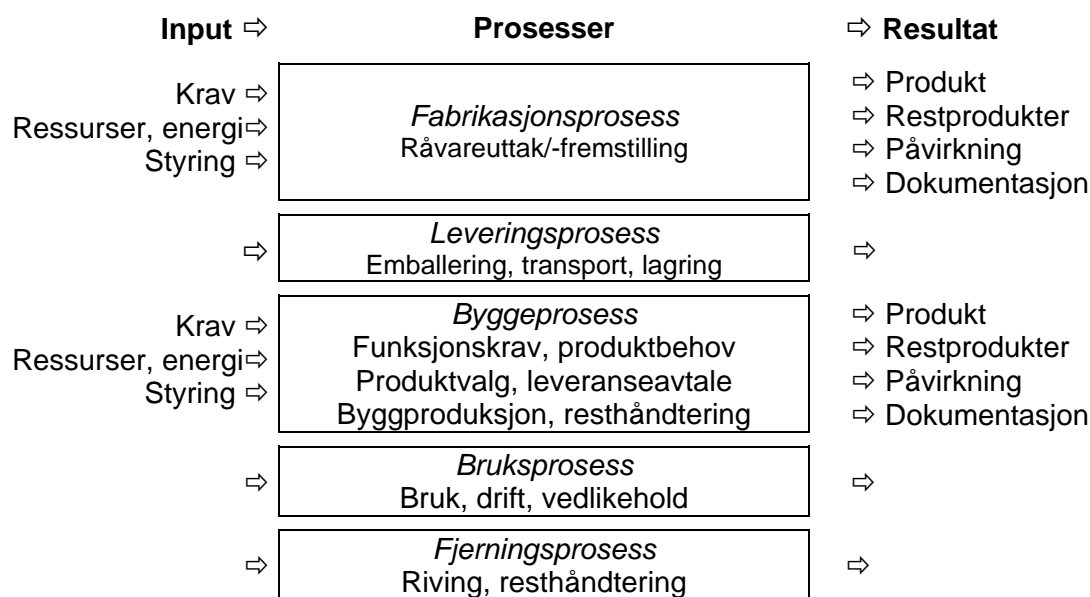 Input ⇨ Prosesser ⇨ Resultat
Krav ⇨
Ressurser, energi⇨
Styring ⇨
Fabrikasjonsprosess
Råvareuttak/-fremstilling
⇨ Produkt
⇨ Restprodukter
⇨ Påvirkning
⇨ Dokumentasjon
⇨
Leveringsprosess
Emballering, transport, lagring
⇨
Krav ⇨
Ressurser, energi⇨
Styring ⇨
Byggeprosess
Funksjonskrav, produktbehov
Produktvalg, leveranseavtale
Byggproduksjon, resthåndtering
⇨ Produkt
⇨ Restprodukter
⇨ Påvirkning
⇨ Dokumentasjon
⇨
Bruksprosess
Bruk, drift, vedlikehold
⇨
⇨
Fjerningsprosess
Riving, resthåndtering
⇨